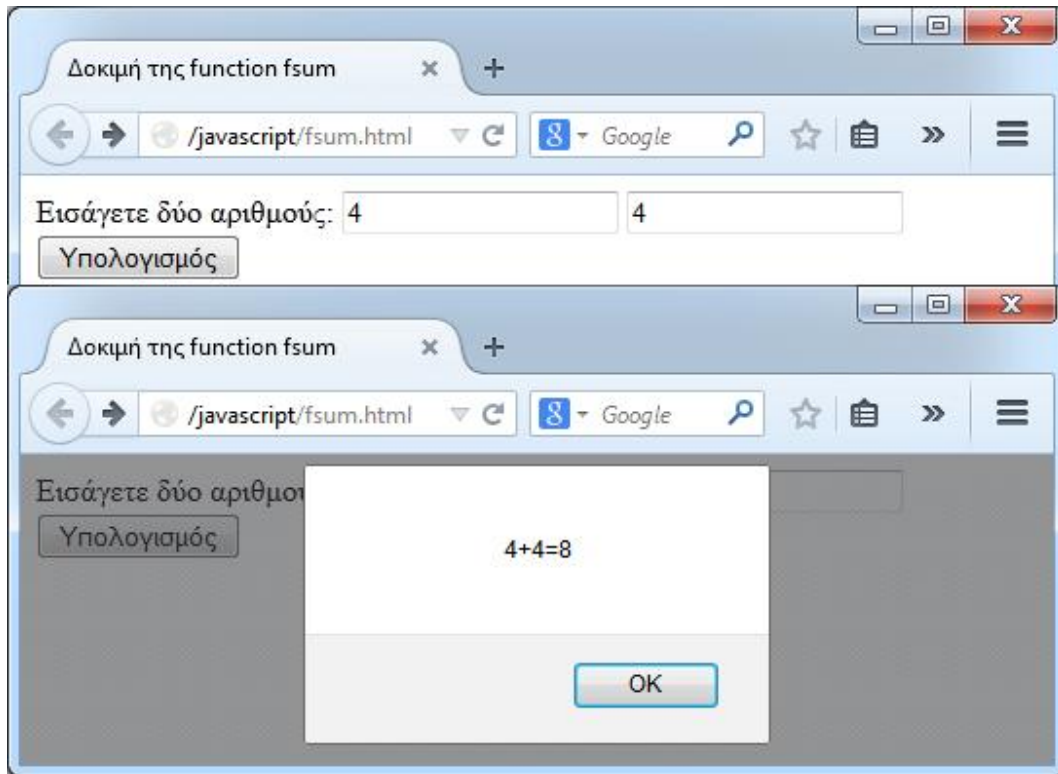 Δοκιμή της function fsum
/javascript/fsum.html
Google
Εισάγετε δύο αριθμούς: 4 4
Υπολογισμός
Δοκιμή της function fsum
/javascript/fsum.html
Google
Εισάγετε δύο
Υπολογισμός
4+4=8
OK